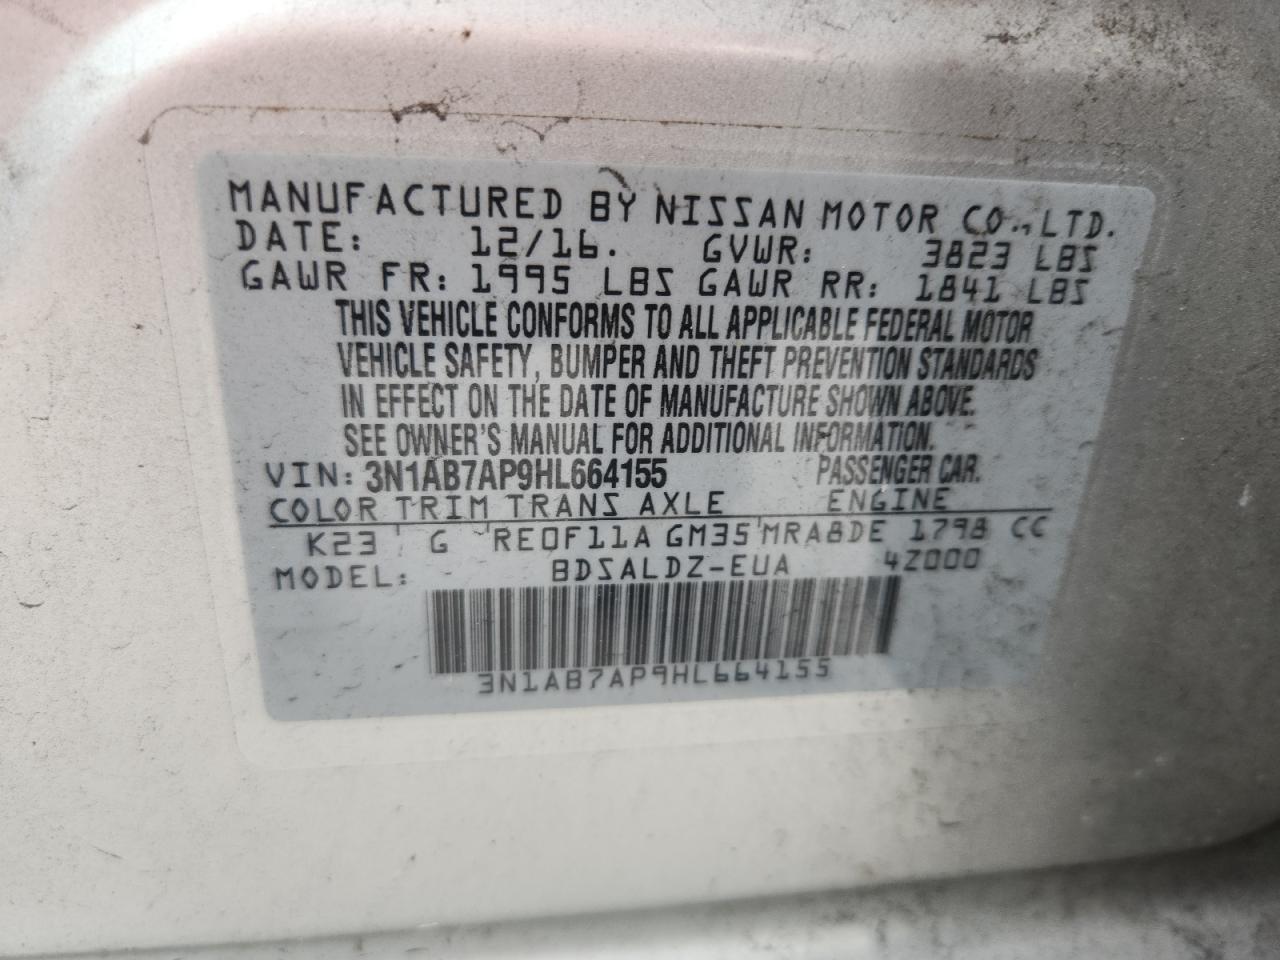 MANUFACTURED BY NISSAN MOTOR CO., LTD.
DATE: 12/16. GVWR: 3823 LBS
GAWR FR: 1995 LBS GAWR RR: 1841 LBS
THIS VEHICLE CONFORMS TO ALL APPLICABLE FEDERAL MOTOR
VEHICLE SAFETY, BUMPER AND THEFT PREVENTION STANDARDS
IN EFFECT ON THE DATE OF MANUFACTURE SHOWN ABOVE.
SEE OWNER'S MANUAL FOR ADDITIONAL INFORMATION.
VIN: 3N1AB7AP9HL664155 PASSENGER CAR.
COLOR TRIM TRANS AXLE ENGINE
K23 G RE0F11A GM35 MRA8DE 1798 CC
MODEL: BDSALDZ-EUA 4Z000
3N1AB7AP9HL664155